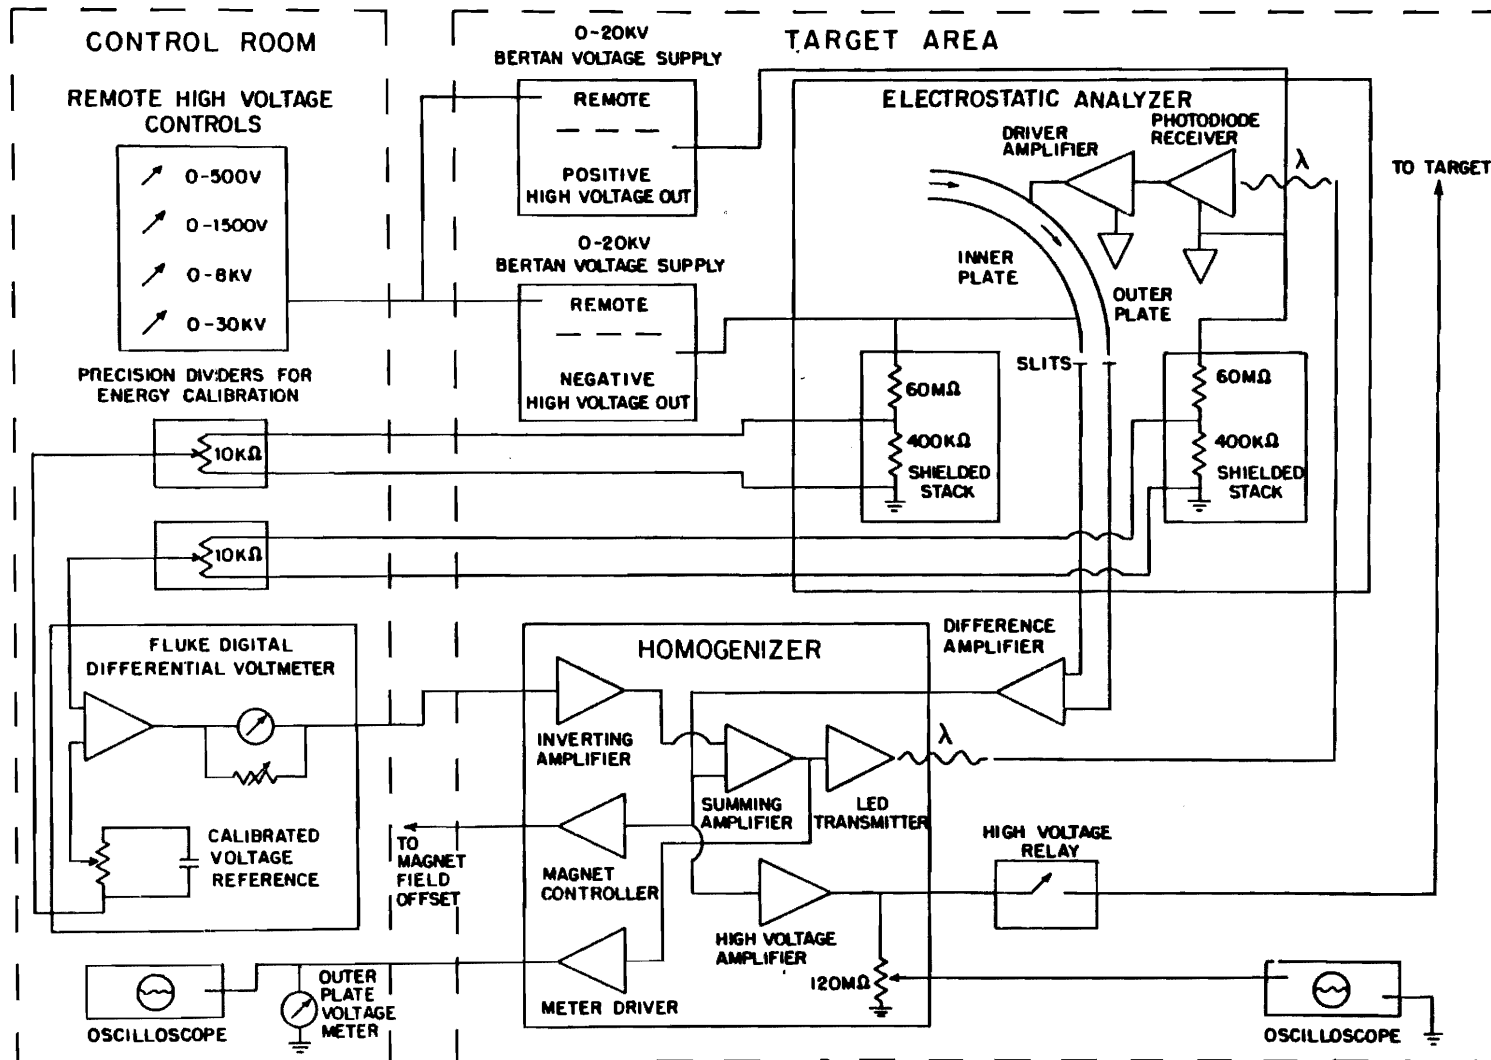 CONTROL ROOM
REMOTE HIGH VOLTAGE
CONTROLS
0-500V
0-1500V
0-8KV
0-30KV
PRECISION DIVIDERS FOR
ENERGY CALIBRATION
10KΩ
10KΩ
FLUKE DIGITAL
DIFFERENTIAL VOLTMETER
CALIBRATED
VOLTAGE
REFERENCE
OSCILLOSCOPE
OUTER
PLATE
VOLTAGE
METER
TARGET AREA
0-20KV
BERTAN VOLTAGE SUPPLY
REMOTE
POSITIVE
HIGH VOLTAGE OUT
0-20KV
BERTAN VOLTAGE SUPPLY
REMOTE
NEGATIVE
HIGH VOLTAGE OUT
ELECTROSTATIC ANALYZER
DRIVER
AMPLIFIER
PHOTODIODE
RECEIVER
λ
TO TARGET
INNER
PLATE
OUTER
PLATE
SLITS
60MΩ
400KΩ
SHIELDED
STACK
60MΩ
400KΩ
SHIELDED
STACK
HOMOGENIZER
DIFFERENCE
AMPLIFIER
INVERTING
AMPLIFIER
SUMMING
AMPLIFIER
LED
TRANSMITTER
λ
TO
MAGNET
FIELD
OFFSET
MAGNET
CONTROLLER
HIGH VOLTAGE
AMPLIFIER
HIGH VOLTAGE
RELAY
METER DRIVER
120MΩ
OSCILLOSCOPE